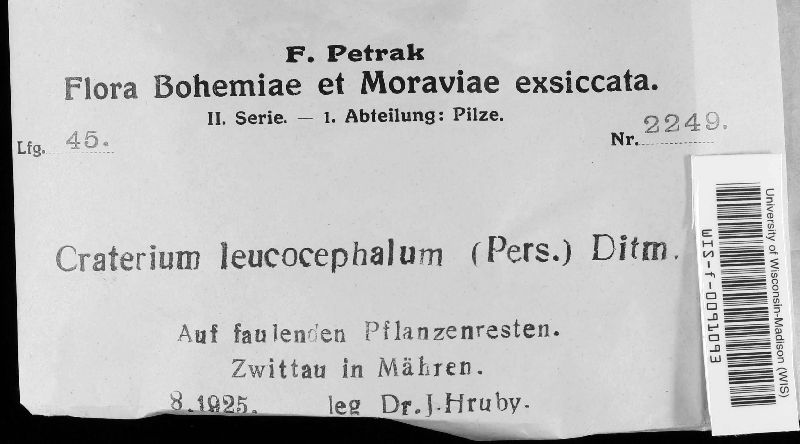 F. Petrak
Flora Bohemiae et Moraviae exsiccata.
II. Serie. — 1. Abteilung: Pilze.
Lfg. 45.
Nr. 2249.
Craterium leucocephalum (Pers.) Ditm.
Auf faulenden Pflanzenresten.
Zwittau in Mähren.
8.1925. leg Dr.J.Hruby.
University of Wisconsin-Madison (WIS)
WIS-f-0091093